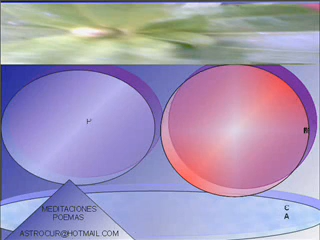 H'
C
A
MEDITACIONES
POEMAS
ASTROCUR@HOTMAIL.COM